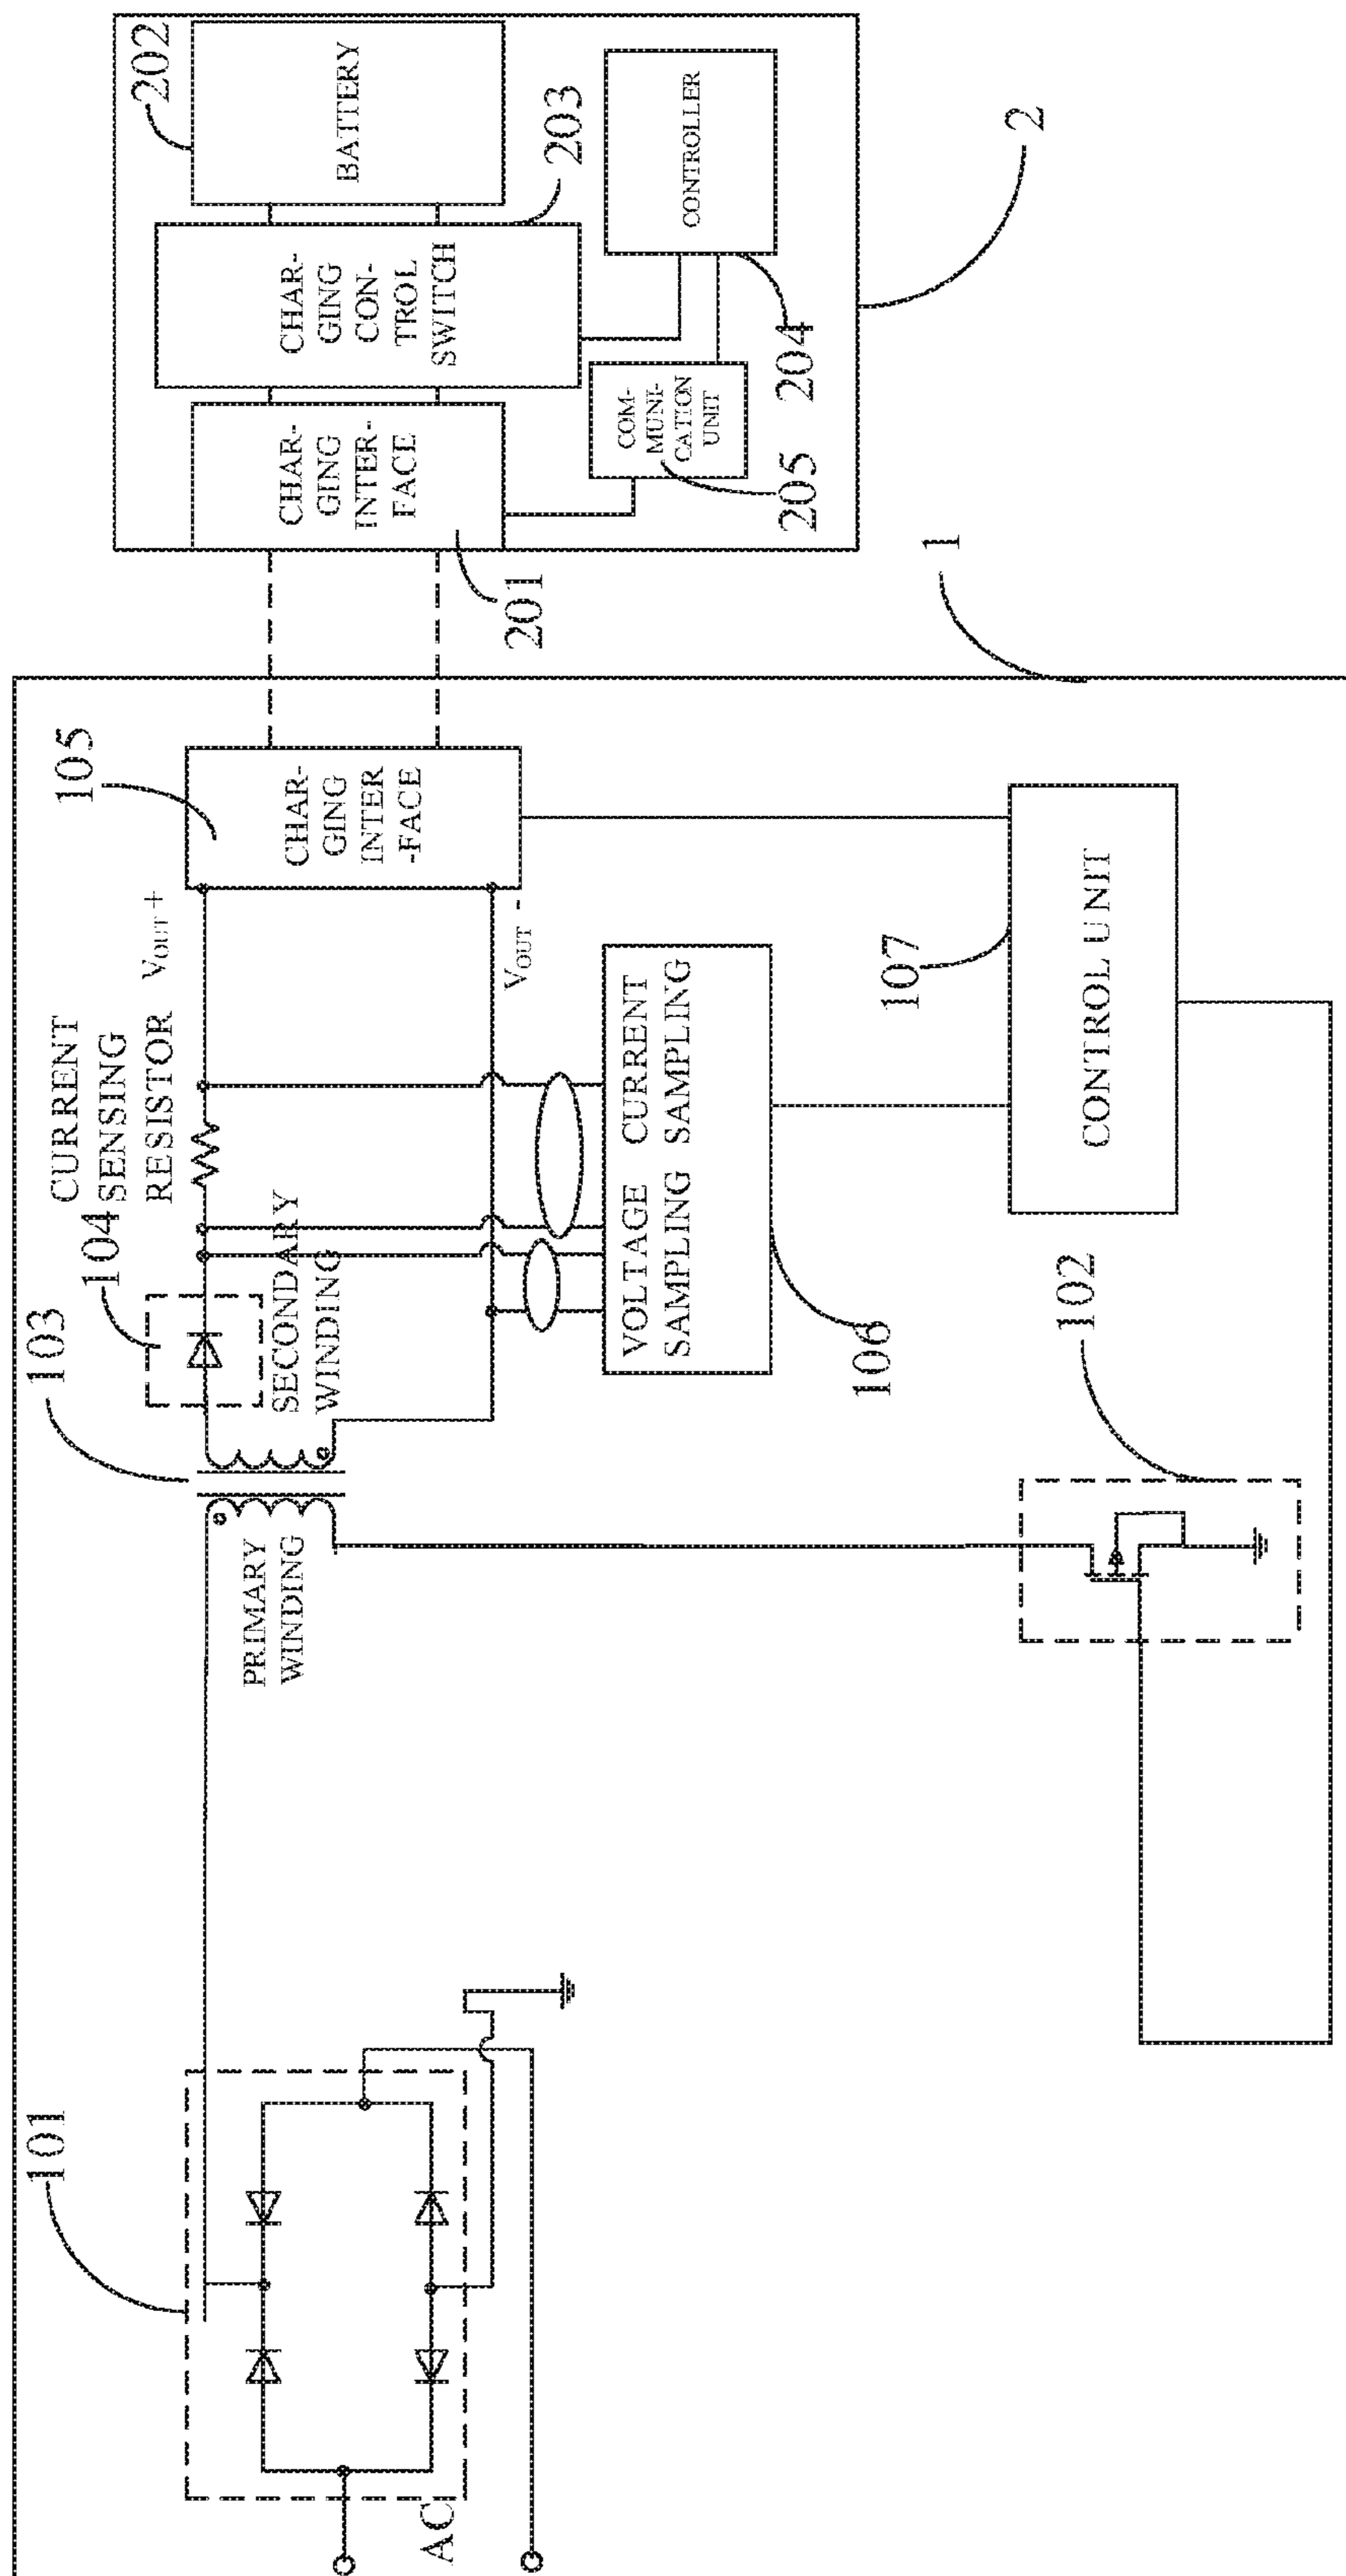 101
AC
PRIMARY
WINDING
103
104
SECONDARY
WINDING
CURRENT
SENSING
RESISTOR
VOUT +
VOUT -
105
CHAR-
GING
INTER
-FACE
VOLTAGE CURRENT
SAMPLING SAMPLING
106
107
CONTROL UNIT
102
1
CHAR-
GING
INTER-
FACE
201
CHAR-
GING
CON-
TROL
SWITCH
203
BATTERY
202
COM-
MUNI-
CATION
UNIT
205
CONTROLLER
204
2